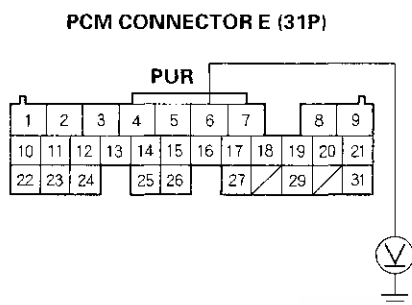 PCM CONNECTOR E (31P)
PUR
1 2 3 4 5 6 7 8 9
10 11 12 13 14 15 16 17 18 19 20 21
22 23 24 25 26 27 29 31
V